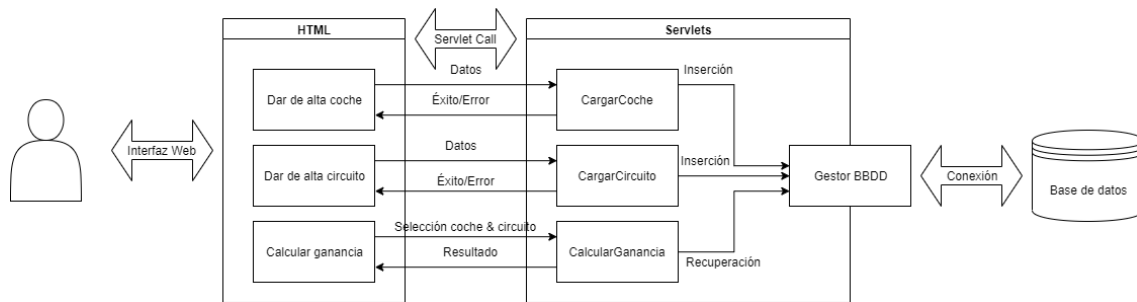 HTML
Servlet Call
Servlets
Datos
Inserción
Dar de alta coche
Éxito/Error
CargarCoche
Interfaz Web
Datos
Inserción
Dar de alta circuito
Éxito/Error
CargarCircuito
Gestor BBDD
Conexión
Base de datos
Selección coche & circuito
Calcular ganancia
Resultado
CalcularGanancia
Recuperación